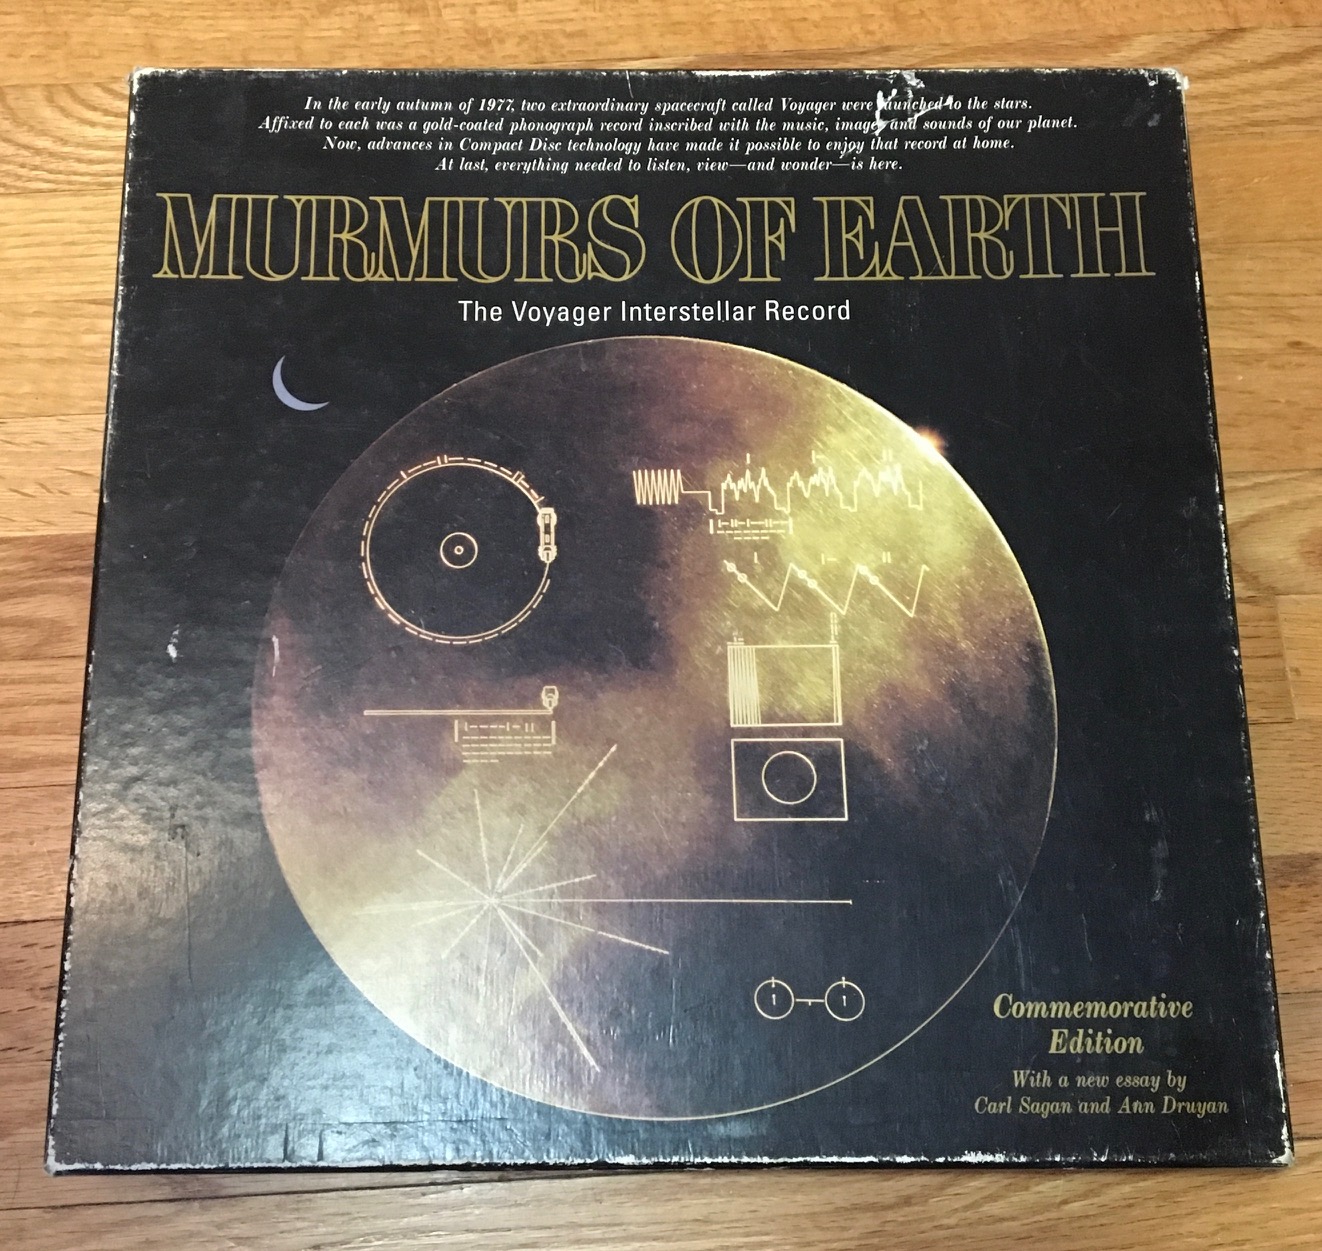 In the early autumn of 1977, two extraordinary spacecraft called Voyager were launched to the stars.
Affixed to each was a gold-coated phonograph record inscribed with the music, images and sounds of our planet.
Now, advances in Compact Disc technology have made it possible to enjoy that record at home.
At last, everything needed to listen, view—and wonder—is here.
MURMURS OF EARTH
The Voyager Interstellar Record
Commemorative
Edition
With a new essay by
Carl Sagan and Ann Druyan